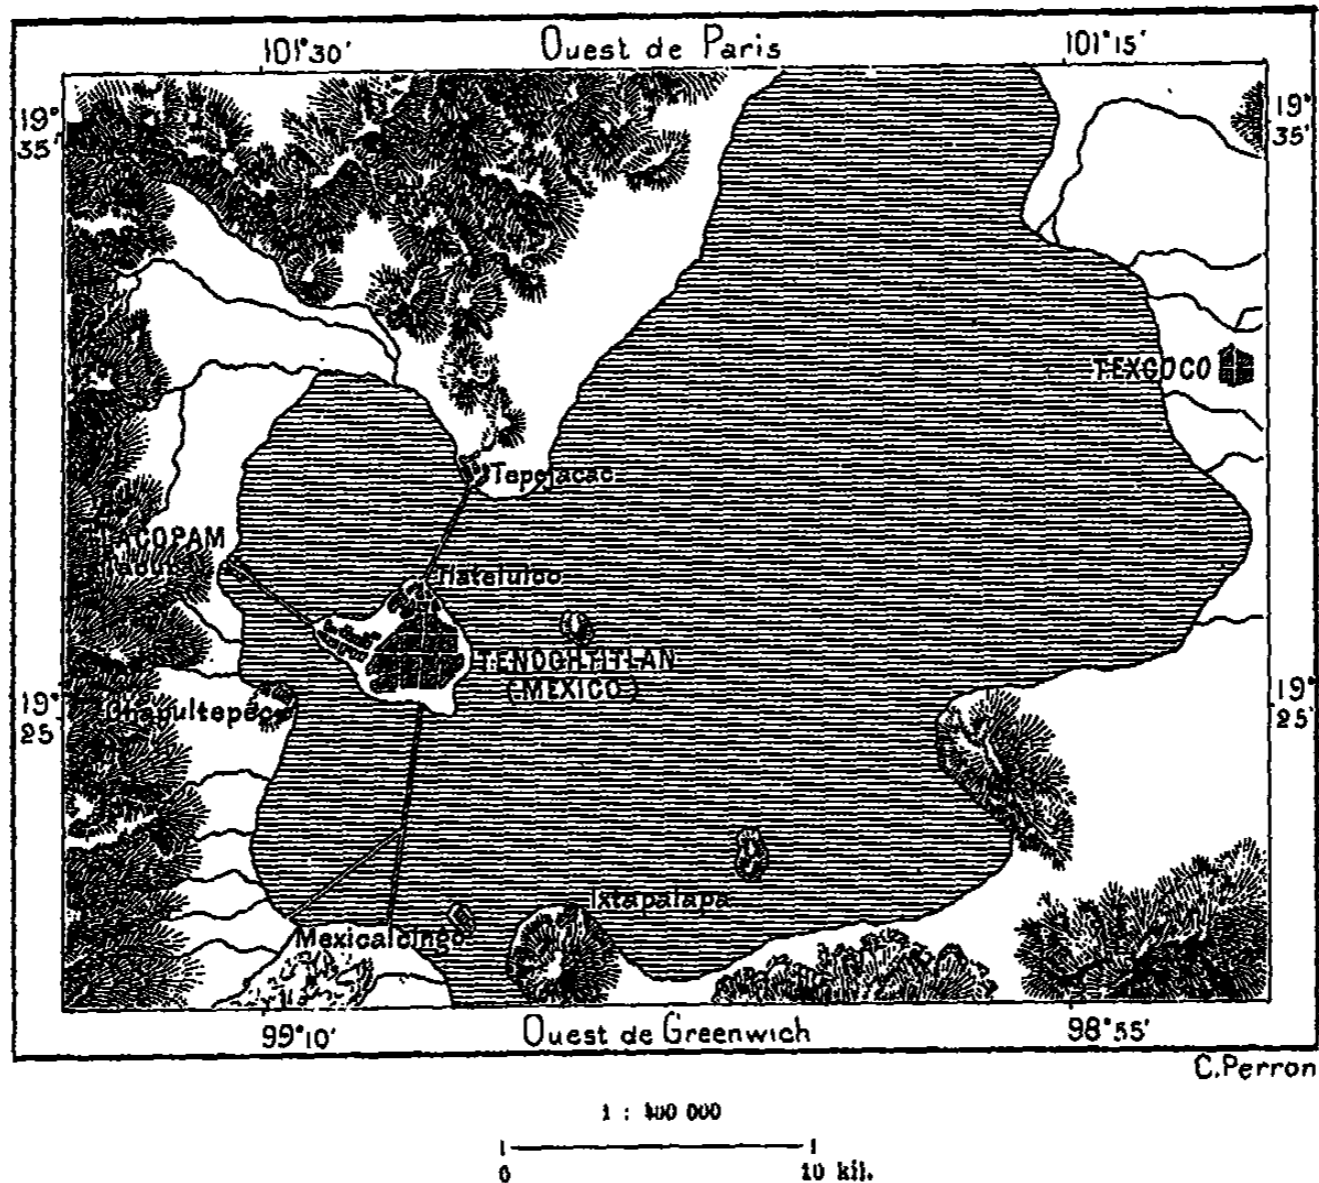 101°30'
Ouest de Paris
101°15'
19°
35'
19°
35'
TEXCOCO
Tepejacac
TLACOPAM
Tacuba
Tlatelulco
TENOCHTITLAN
(MEXICO)
19°
25'
Chapultepec
19°
25'
Ixtapalapa
Mexicalcingo
99°10'
Ouest de Greenwich
98°55'
C.Perron
1 : 400 000
0
10 kil.